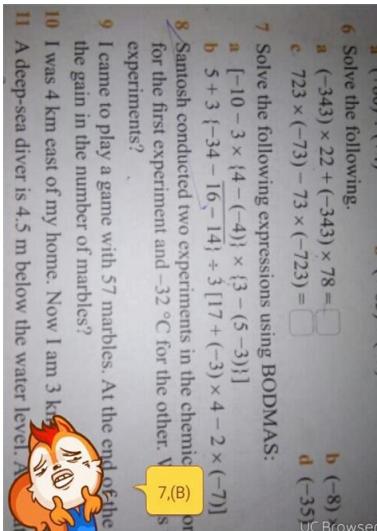 6 Solve the following.
a (−343) × 22 + (−343) × 78 =
b (−8)
c. 723 × (−73) − 73 × (−723) =
d (−35)
7 Solve the following expressions using BODMAS:
a [−10 − 3 × {4 − (−4)} × {3 − (5 − 3)}]
b 5 + 3 {−34 − 16 − 14} ÷ 3 [17 + (−3) × 4 − 2 × (−7)]
8 Santosh conducted two experiments in the
for the first experiment and −32 °C for the other.
experiments?
9 I came to play a game with 57 marbles. At the end of the
the gain in the number of marbles?
10 I was 4 km east of my home. Now I am 3
11 A deep-sea diver is 4.5 m below the water level.
7,(B)
UC Browser